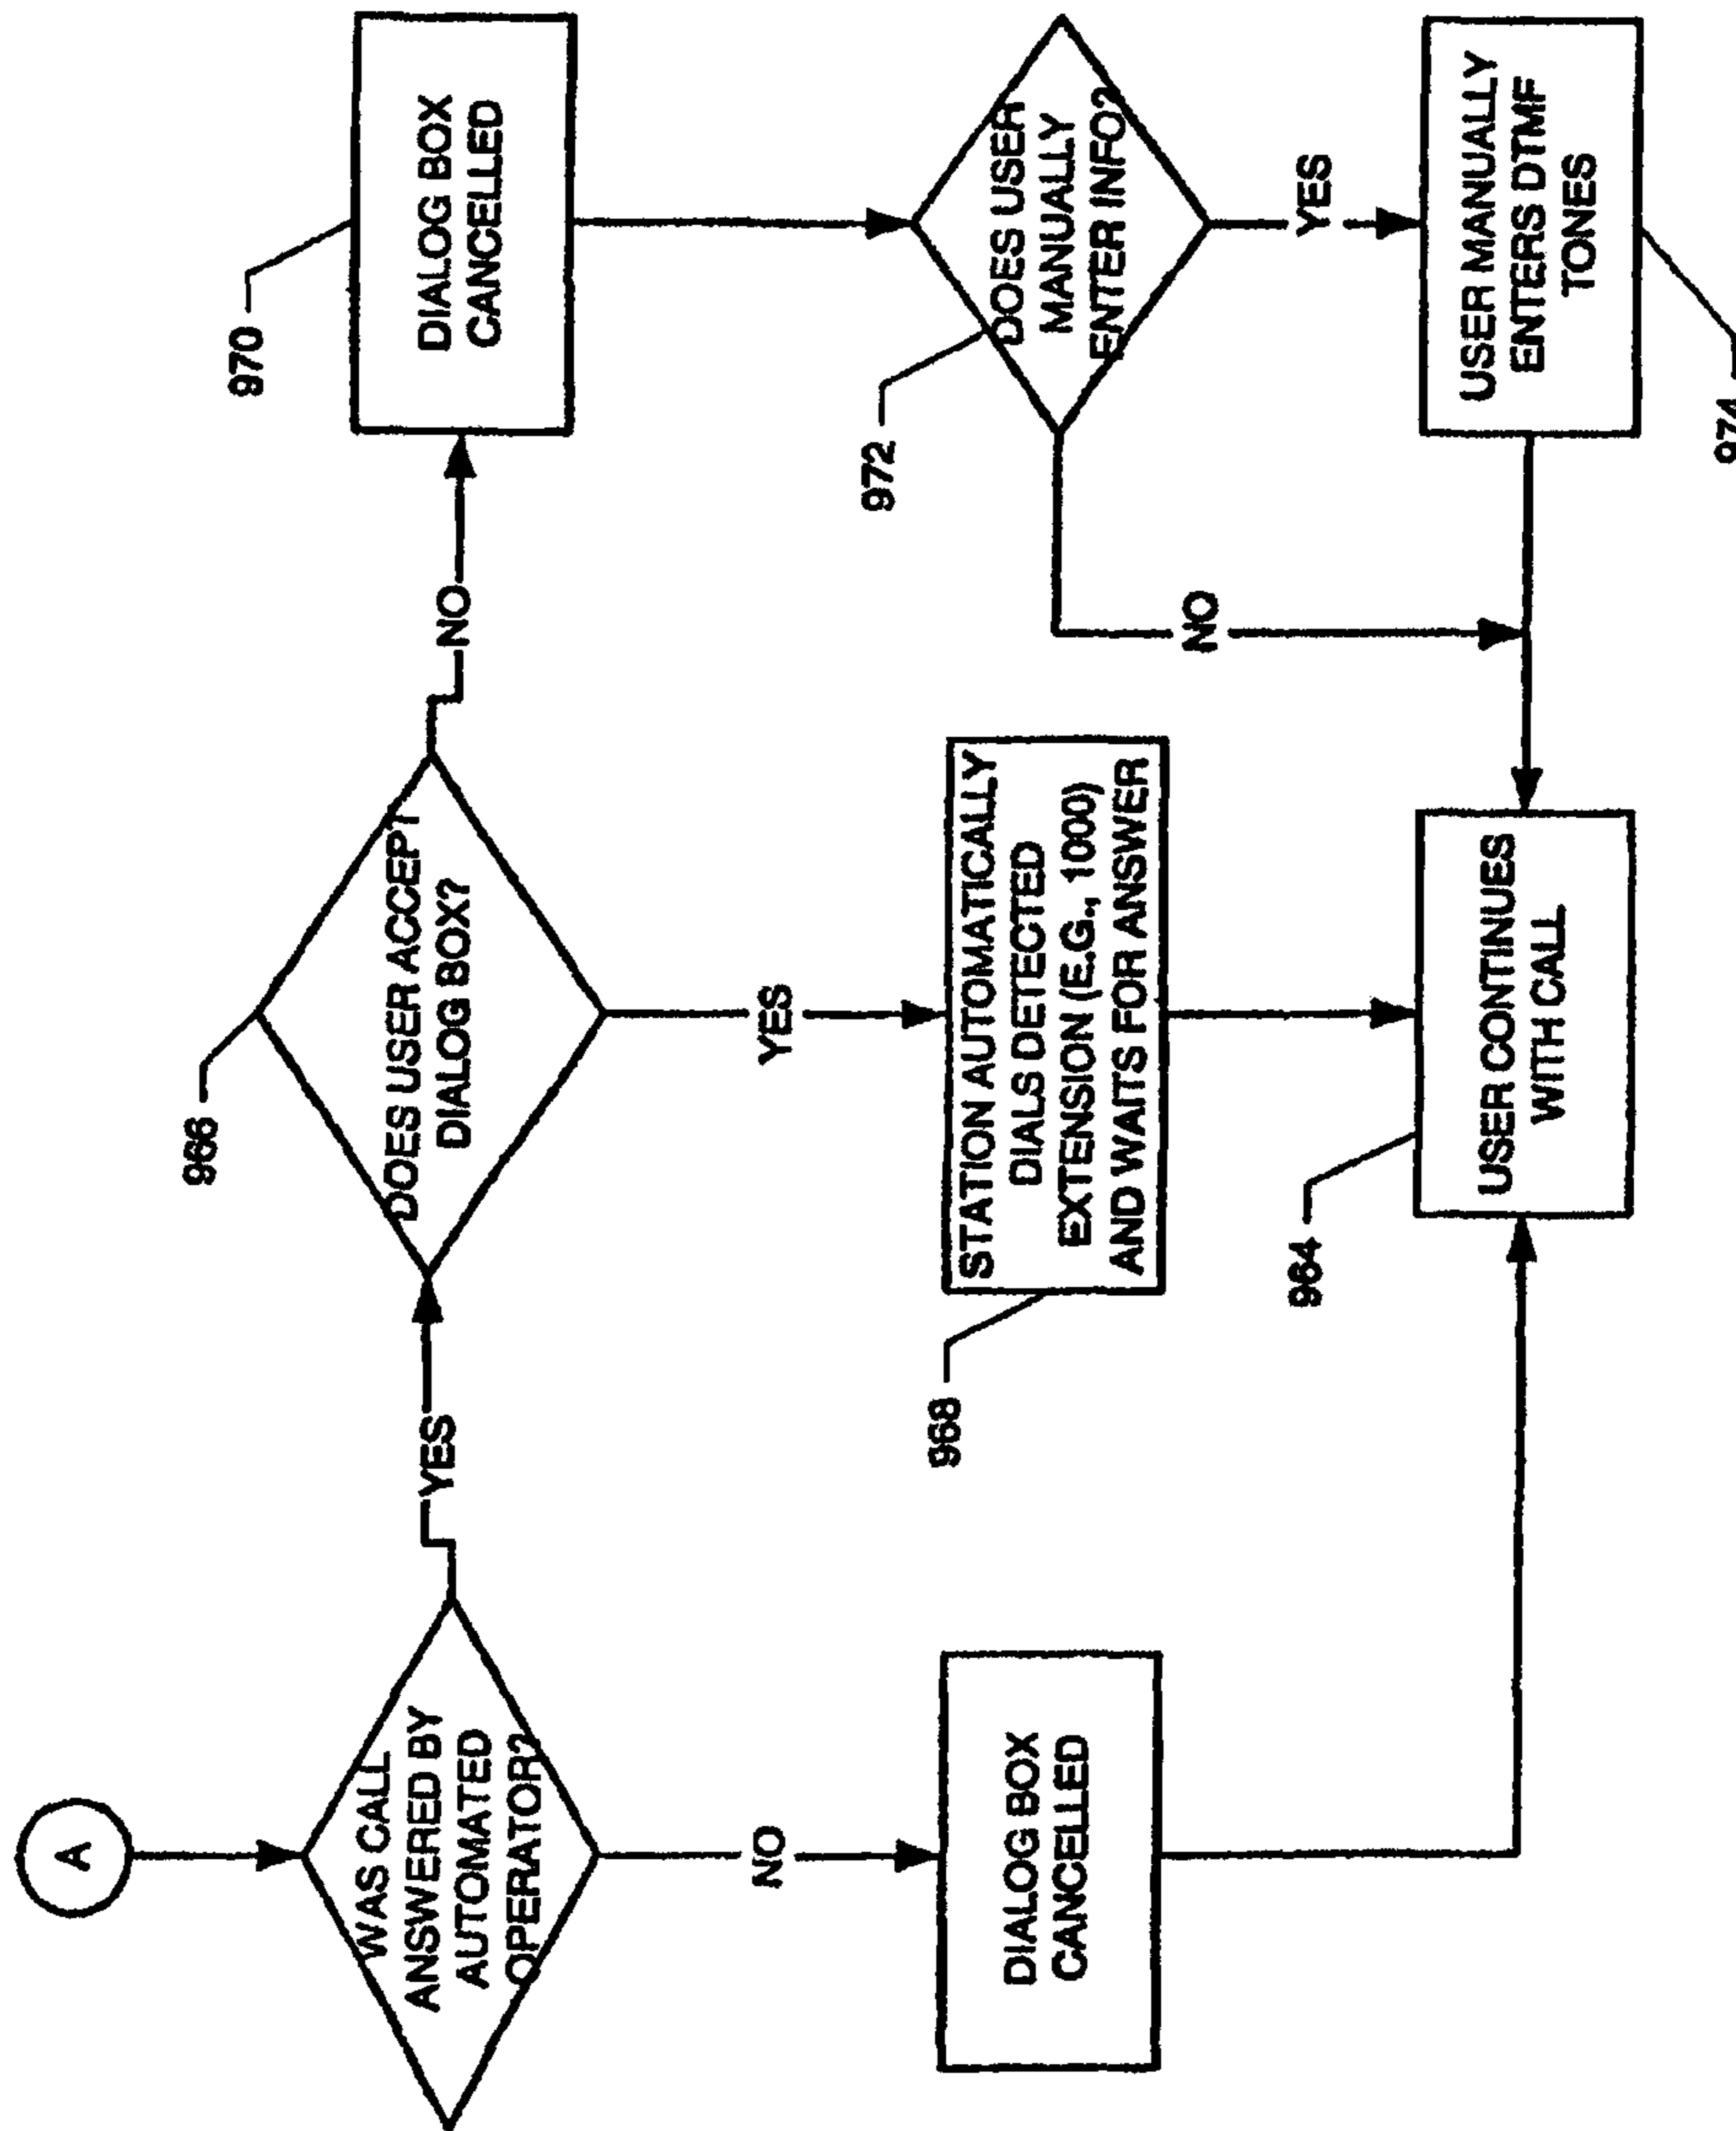 A
WAS CALL
ANSWERED BY
AUTOMATED
OPERATOR?
YES
NO
DIALOG BOX
CANCELLED
966
DOES USER ACCEPT
DIALOG BOX?
NO
YES
968
STATION AUTOMATICALLY
DIALS DETECTED
EXTENSION (E.G., 1000)
AND WAITS FOR ANSWER
964
USER CONTINUES
WITH CALL
970
DIALOG BOX
CANCELLED
972
DOES USER
MANUALLY
ENTER INFO?
NO
YES
USER MANUALLY
ENTERS DTMF
TONES
974